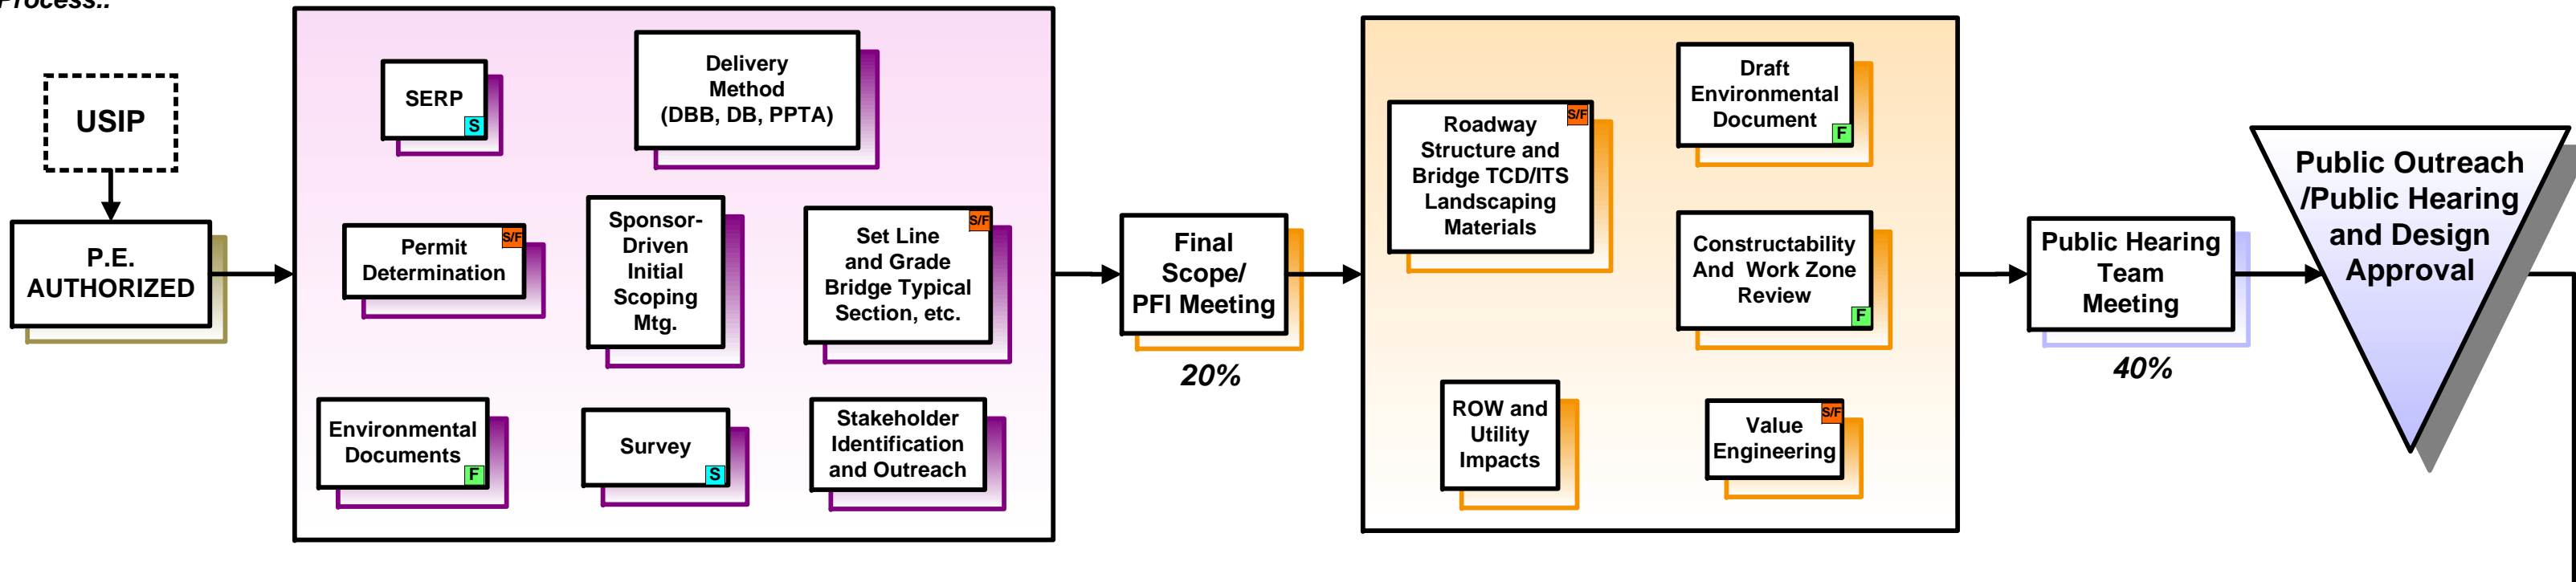 Process..
USIP
P.E.
AUTHORIZED
SERP
S
Delivery
Method
(DBB, DB, PPTA)
Permit
Determination
S/F
Sponsor-
Driven
Initial
Scoping
Mtg.
Set Line
and Grade
Bridge Typical
Section, etc.
S/F
Environmental
Documents
F
Survey
S
Stakeholder
Identification
and Outreach
Final
Scope/
PFI Meeting
20%
Roadway
Structure and
Bridge TCD/ITS
Landscaping
Materials
S/F
Draft
Environmental
Document
F
Constructability
And Work Zone
Review
F
ROW and
Utility
Impacts
Value
Engineering
S/F
Public Hearing
Team
Meeting
40%
Public Outreach
/Public Hearing
and Design
Approval